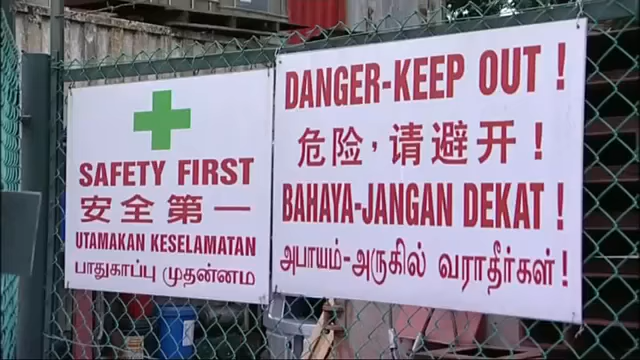 SAFETY FIRST
安全第一
UTAMAKAN KESELAMATAN
பாதுகாப்பு முதன்னம
DANGER-KEEP OUT!
危险，请避开！
BAHAYA-JANGAN DEKAT!
அபாயம்-அருகில் வராதீர்கள்!